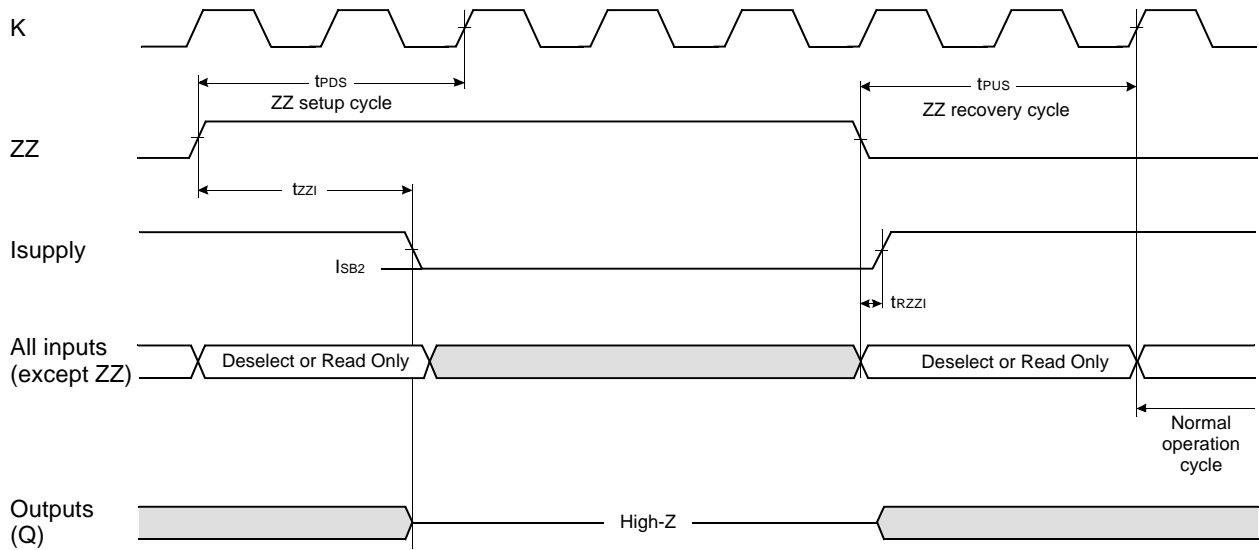 K
tPDS
ZZ setup cycle
tPUS
ZZ recovery cycle
ZZ
tZZI
Isupply
ISB2
tRZZI
All inputs
(except ZZ)
Deselect or Read Only
Deselect or Read Only
Normal
operation
cycle
Outputs
(Q)
High-Z